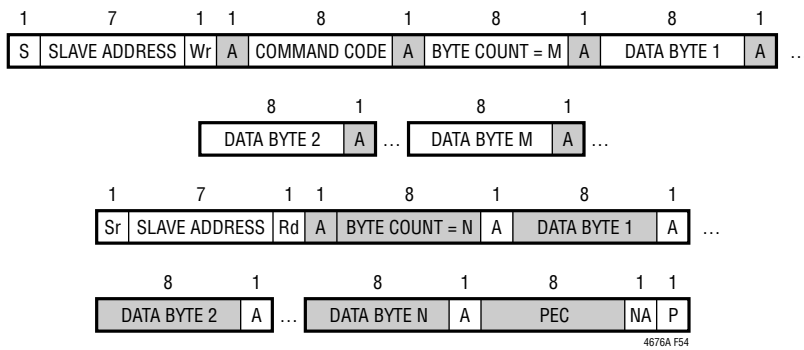 1 7 1 1 8 1 8 1 8 1
S SLAVE ADDRESS Wr A COMMAND CODE A BYTE COUNT = M A DATA BYTE 1 A …
8 1 8 1
DATA BYTE 2 A … DATA BYTE M A …
1 7 1 1 8 1 8 1
Sr SLAVE ADDRESS Rd A BYTE COUNT = N A DATA BYTE 1 A …
8 1 8 1 8 1 1
DATA BYTE 2 A … DATA BYTE N A PEC NA P
4676A F54